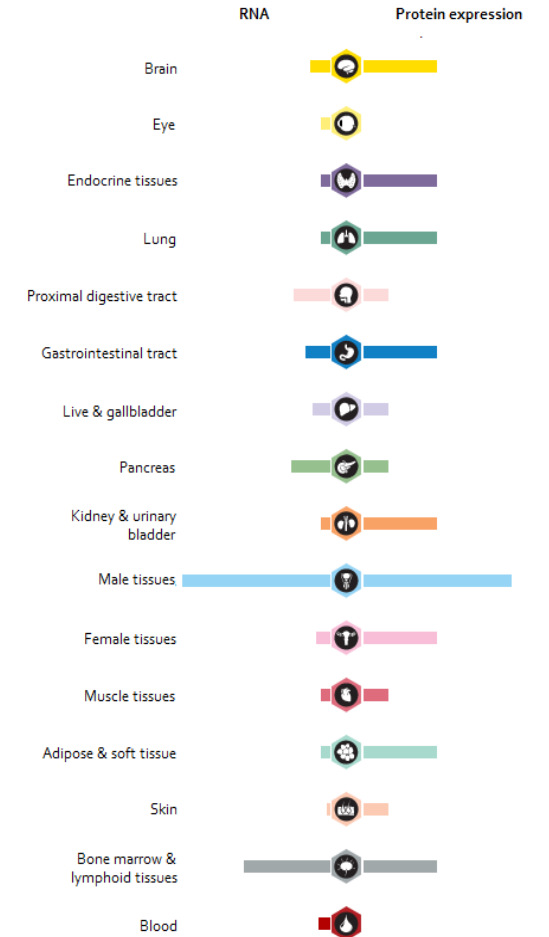 RNA Protein expression
Brain
Eye
Endocrine tissues
Lung
Proximal digestive tract
Gastrointestinal tract
Live & gallbladder
Pancreas
Kidney & urinary
bladder
Male tissues
Female tissues
Muscle tissues
Adipose & soft tissue
Skin
Bone marrow &
lymphoid tissues
Blood